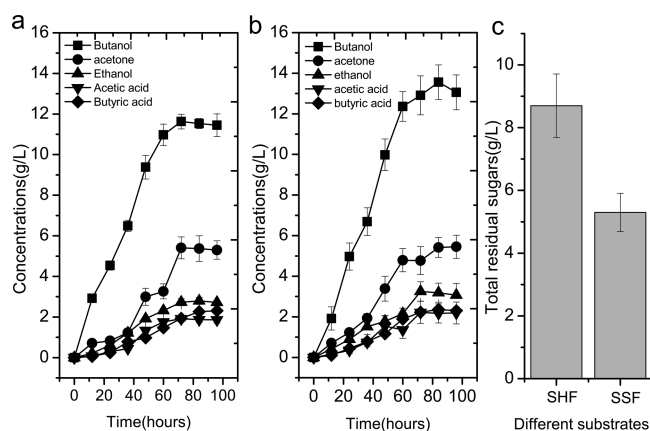 a
Butanol
acetone
Ethanol
Acetic acid
Butyric acid
16
14
12
10
8
6
4
2
0
Concentrations(g/L)
0 20 40 60 80 100
Time(hours)
b
Butanol
acetone
ethanol
acetic acid
butyric acid
16
14
12
10
8
6
4
2
0
Concentrations(g/L)
0 20 40 60 80 100
Time(hours)
c
10
8
6
4
2
0
Total residual sugars(g/L)
SHF SSF
Different substrates